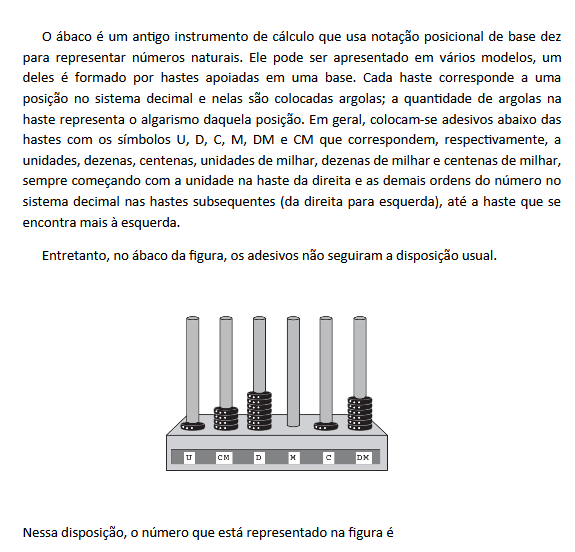 O ábaco é um antigo instrumento de cálculo que usa notação posicional de base dez
para representar números naturais. Ele pode ser apresentado em vários modelos, um
deles é formado por hastes apoiadas em uma base. Cada haste corresponde a uma
posição no sistema decimal e nelas são colocadas argolas; a quantidade de argolas na
haste representa o algarismo daquela posição. Em geral, colocam-se adesivos abaixo das
hastes com os símbolos U, D, C, M, DM e CM que correspondem, respectivamente, a
unidades, dezenas, centenas, unidades de milhar, dezenas de milhar e centenas de milhar,
sempre começando com a unidade na haste da direita e as demais ordens do número no
sistema decimal nas hastes subsequentes (da direita para esquerda), até a haste que se
encontra mais à esquerda.
Entretanto, no ábaco da figura, os adesivos não seguiram a disposição usual.
U CM D M C DM
Nessa disposição, o número que está representado na figura é